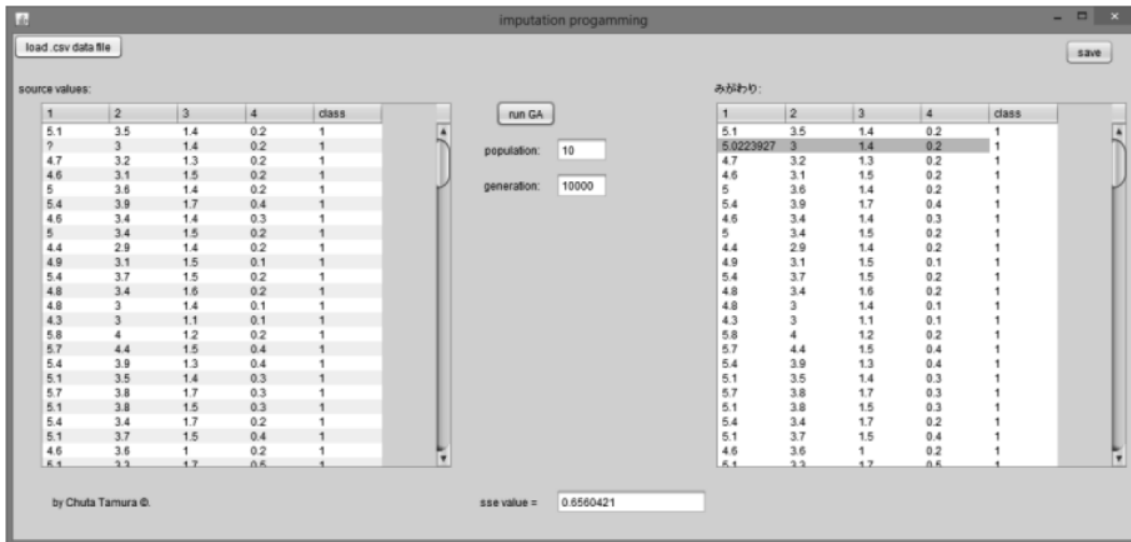 imputation progamming
load .csv data file
save
source values:
みがわり:
1 2 3 4 class
5.1 3.5 1.4 0.2 1
? 3 1.4 0.2 1
4.7 3.2 1.3 0.2 1
4.6 3.1 1.5 0.2 1
5 3.6 1.4 0.2 1
5.4 3.9 1.7 0.4 1
4.6 3.4 1.4 0.3 1
5 3.4 1.5 0.2 1
4.4 2.9 1.4 0.2 1
4.9 3.1 1.5 0.1 1
5.4 3.7 1.5 0.2 1
4.8 3.4 1.6 0.2 1
4.8 3 1.4 0.1 1
4.3 3 1.1 0.1 1
5.8 4 1.2 0.2 1
5.7 4.4 1.5 0.4 1
5.4 3.9 1.3 0.4 1
5.1 3.5 1.4 0.3 1
5.7 3.8 1.7 0.3 1
5.1 3.8 1.5 0.3 1
5.4 3.4 1.7 0.2 1
5.1 3.7 1.5 0.4 1
4.6 3.6 1 0.2 1
5.1 3.3 1.7 0.5 1
run GA
population: 10
generation: 10000
1 2 3 4 class
5.1 3.5 1.4 0.2 1
5.0223927 3 1.4 0.2 1
4.7 3.2 1.3 0.2 1
4.6 3.1 1.5 0.2 1
5 3.6 1.4 0.2 1
5.4 3.9 1.7 0.4 1
4.6 3.4 1.4 0.3 1
5 3.4 1.5 0.2 1
4.4 2.9 1.4 0.2 1
4.9 3.1 1.5 0.1 1
5.4 3.7 1.5 0.2 1
4.8 3.4 1.6 0.2 1
4.8 3 1.4 0.1 1
4.3 3 1.1 0.1 1
5.8 4 1.2 0.2 1
5.7 4.4 1.5 0.4 1
5.4 3.9 1.3 0.4 1
5.1 3.5 1.4 0.3 1
5.7 3.8 1.7 0.3 1
5.1 3.8 1.5 0.3 1
5.4 3.4 1.7 0.2 1
5.1 3.7 1.5 0.4 1
4.6 3.6 1 0.2 1
5.1 3.3 1.7 0.5 1
by Chuta Tamura ©.
sse value = 0.6560421